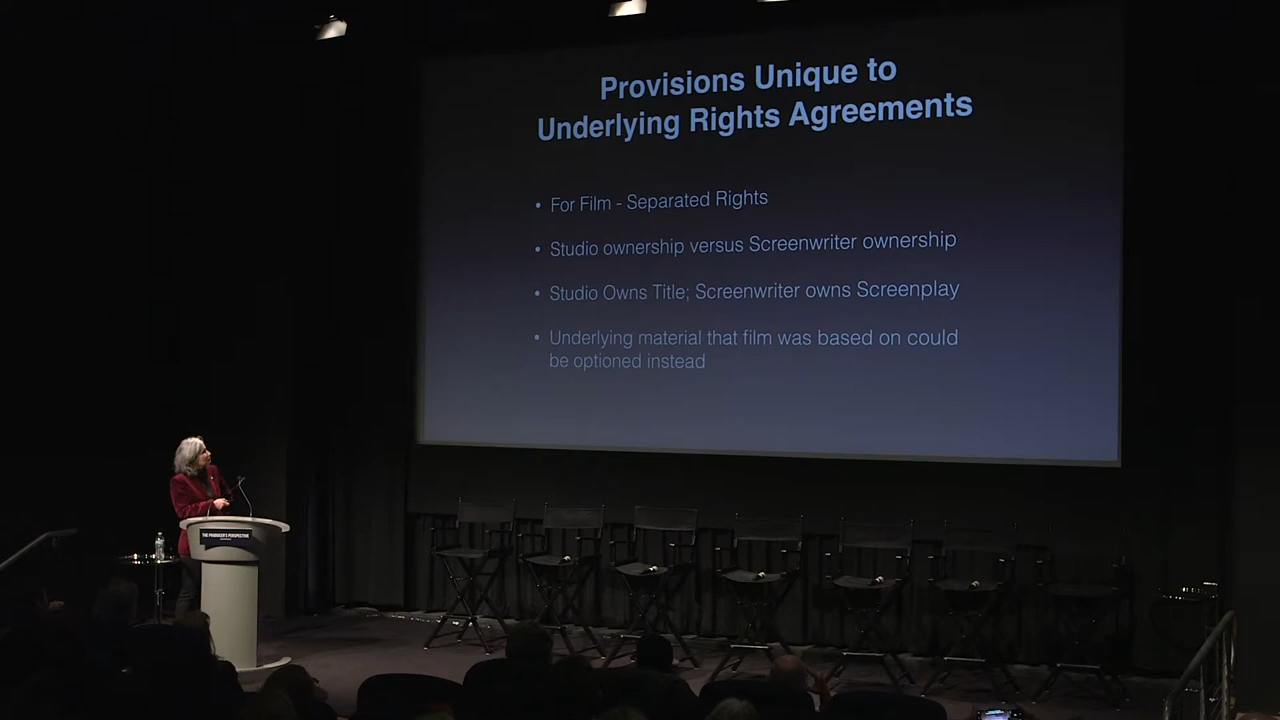 Provisions Unique to
Underlying Rights Agreements
• For Film - Separated Rights
• Studio ownership versus Screenwriter ownership
• Studio Owns Title; Screenwriter owns Screenplay
• Underlying material that film was based on could
be optioned instead
THE PRODUCER'S PERSPECTIVE